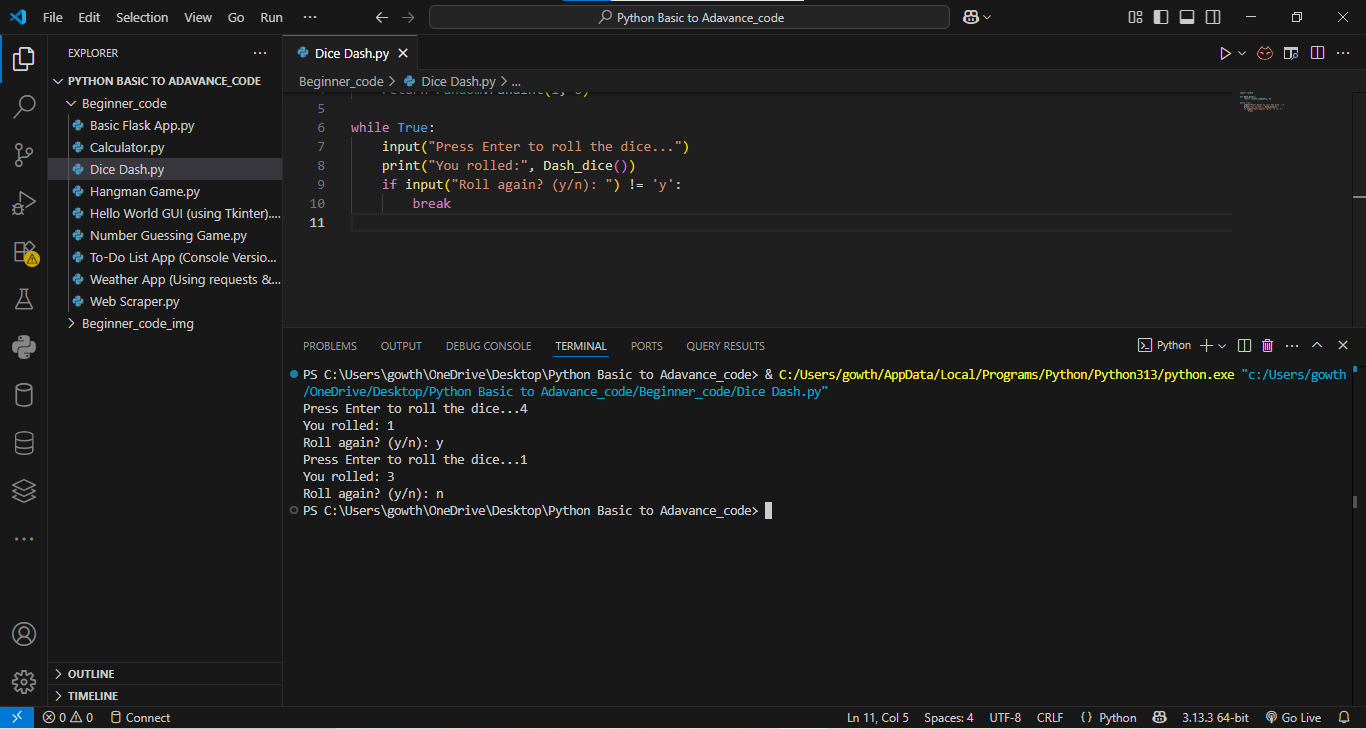 File Edit Selection View Go Run ··· Python Basic to Adavance_code
EXPLORER ···
PYTHON BASIC TO ADAVANCE_CODE
Beginner_code
Basic Flask App.py
Calculator.py
Dice Dash.py
Hangman Game.py
Hello World GUI (using Tkinter)....
Number Guessing Game.py
To-Do List App (Console Versio...
Weather App (Using requests &...
Web Scraper.py
Beginner_code_img
OUTLINE
TIMELINE
Dice Dash.py
Beginner_code > Dice Dash.py > ...
5
6 while True:
7 input("Press Enter to roll the dice...")
8 print("You rolled:", Dash_dice())
9 if input("Roll again? (y/n): ") != 'y':
10 break
11
PROBLEMS OUTPUT DEBUG CONSOLE TERMINAL PORTS QUERY RESULTS Python
PS C:\Users\gowth\OneDrive\Desktop\Python Basic to Adavance_code> & C:/Users/gowth/AppData/Local/Programs/Python/Python313/python.exe "c:/Users/gowth
/OneDrive/Desktop/Python Basic to Adavance_code/Beginner_code/Dice Dash.py"
Press Enter to roll the dice...4
You rolled: 1
Roll again? (y/n): y
Press Enter to roll the dice...1
You rolled: 3
Roll again? (y/n): n
PS C:\Users\gowth\OneDrive\Desktop\Python Basic to Adavance_code>
0 0 Connect Ln 11, Col 5 Spaces: 4 UTF-8 CRLF {} Python 3.13.3 64-bit Go Live